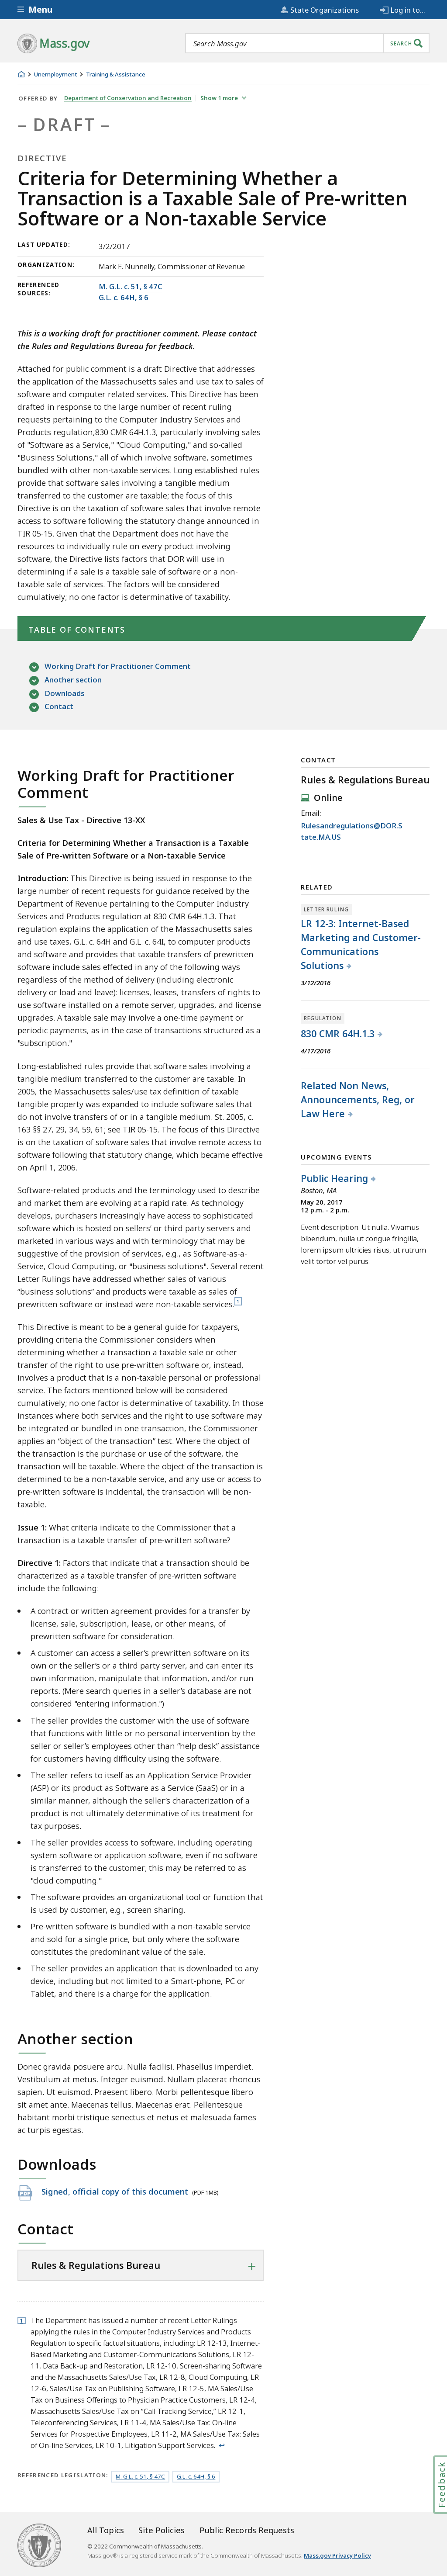 Menu
State Organizations
Log in to...
Mass.gov
Search Mass.gov
SEARCH
Unemployment
Training & Assistance
OFFERED BY Department of Conservation and Recreation Show 1 more
– DRAFT –
DIRECTIVE
Criteria for Determining Whether a
Transaction is a Taxable Sale of Pre-written
Software or a Non-taxable Service
LAST UPDATED: 3/2/2017
ORGANIZATION: Mark E. Nunnelly, Commissioner of Revenue
REFERENCED
SOURCES:
M. G.L. c. 51, § 47C
G.L. c. 64H, § 6
This is a working draft for practitioner comment. Please contact
the Rules and Regulations Bureau for feedback.
Attached for public comment is a draft Directive that addresses
the application of the Massachusetts sales and use tax to sales of
software and computer related services. This Directive has been
drafted in response to the large number of recent ruling
requests pertaining to the Computer Industry Services and
Products regulation,830 CMR 64H.1.3, particularly involving sales
of "Software as a Service," "Cloud Computing," and so-called
"Business Solutions," all of which involve software, sometimes
bundled with other non-taxable services. Long established rules
provide that all software sales involving a tangible medium
transferred to the customer are taxable. The focus of this
Directive is on the taxation of software sales that involve remote
access to software following the statutory change announced in
TIR 05-15. Given that the Department does not have the
resources to individually rule on every product involving
software, the Directive lists factors that DOR will use in
determining if a sale is a taxable sale of software or a non-
taxable sale of services. The factors will be considered
cumulatively; no one factor is determinative of taxability.
TABLE OF CONTENTS
Working Draft for Practitioner Comment
Another section
Downloads
Contact
Working Draft for Practitioner
Comment
Sales & Use Tax - Directive 13-XX
Criteria for Determining Whether a Transaction is a Taxable
Sale of Pre-written Software or a Non-taxable Service
Introduction: This Directive is being issued in response to the
large number of recent requests for guidance received by the
Department of Revenue pertaining to the Computer Industry
Services and Products regulation at 830 CMR 64H.1.3. That
regulation explains the application of the Massachusetts sales
and use taxes, G.L. c. 64H and G.L. c. 64I, to computer products
and services. In general, taxable transfers of prewritten
software include sales effected in any of the following ways
regardless of the method of delivery (including electronic
delivery or load and leave): licenses, leases, transfers of rights to
use software installed on a remote server, upgrades, and license
upgrades. A charge may involve a one-time payment or
periodic payments, as in the case of transactions structured as a
"subscription."
Long-established rules provide that all software sales involving a
tangible medium transferred to the customer are taxable. In
2005, the Massachusetts sales/use tax definition of taxable
tangible property was expanded to include software sales that
do not involve transfers of or in a tangible medium. St. 2005, c.
163 §§ 27, 29, 34, 59, 61; see TIR 05-15. The focus of this Directive
is on the taxation of software sales that involve remote access to
software following that statutory change, which became effective
on April 1, 2006.
Software-related products and the terminology used to describe
or market them are evolving at a rapid rate. As technology
develops, purchasers increasingly have access to sophisticated
software which is hosted on sellers’ or third party servers and is
marketed in various ways and with terminology that may be
suggestive of the provision of services, e.g., as Software-as-a-
Service, Cloud Computing, or "business solutions". Several recent
Letter Rulings have addressed whether sales of various
“business solutions” and products were taxable as sales of
prewritten software or instead were non-taxable services.1
This Directive is meant to be a general guide for taxpayers,
providing criteria the Commissioner considers when
determining whether a transaction a taxable sale or other
transfer of the right to use pre-written software or, instead,
involves a product that is a non-taxable personal or professional
service. The factors mentioned below will be considered
cumulatively, and no one factor is determinative of taxability. In
those instances where both services and the right to use may be
integrated or bundled in one transaction, the Commissioner
applies an "object of the transaction" test. Where the object of
the transaction is the purchase or use of the software, the entire
transaction will be taxable. Where the object of the transaction is
determined to be a non-taxable service, and any use or access to
pre-written software is incidental, the transaction will be non-
taxable.
Issue 1: What criteria indicate to the Commissioner that a
transaction is a taxable transfer of pre-written software?
Directive 1: Factors that indicate that a transaction should be
characterized as a taxable transfer of pre-written software
include the following:
• A contract or written agreement provides for a transfer by
license, sale, subscription, lease, or other means, of
prewritten software for consideration.
• A customer can access a seller’s prewritten software on its
own or the seller’s or a third party server, and can enter its
own information, manipulate that information, and/or run
reports. (Mere search queries in a seller’s database are not
considered “entering information.”)
• The seller provides the customer with the use of software
that functions with little or no personal intervention by the
seller or seller’s employees other than “help desk” assistance
for customers having difficulty using the software.
• The seller refers to itself as an Application Service Provider
(ASP) or its product as Software as a Service (SaaS) or in a
similar manner, although the seller’s characterization of a
product is not ultimately determinative of its treatment for
tax purposes.
• The seller provides access to software, including operating
system software or application software, even if no software
is transferred to the customer; this may be referred to as
“cloud computing.”
• The software provides an organizational tool or function that
is used by customer, e.g., screen sharing.
• Pre-written software is bundled with a non-taxable service
and sold for a single price, but only where the software
constitutes the predominant value of the sale.
• The seller provides an application that is downloaded to any
device, including but not limited to a Smart-phone, PC or
Tablet, and there is a charge for the application.
Another section
Donec gravida posuere arcu. Nulla facilisi. Phasellus imperdiet.
Vestibulum at metus. Integer euismod. Nullam placerat rhoncus
sapien. Ut euismod. Praesent libero. Morbi pellentesque libero
sit amet ante. Maecenas tellus. Maecenas erat. Pellentesque
habitant morbi tristique senectus et netus et malesuada fames
ac turpis egestas.
Downloads
PDF
Signed, official copy of this document (PDF 1MB)
Contact
Rules & Regulations Bureau
1 The Department has issued a number of recent Letter Rulings
applying the rules in the Computer Industry Services and Products
Regulation to specific factual situations, including: LR 12-13, Internet-
Based Marketing and Customer-Communications Solutions, LR 12-
11, Data Back-up and Restoration, LR 12-10, Screen-sharing Software
and the Massachusetts Sales/Use Tax, LR 12-8, Cloud Computing, LR
12-6, Sales/Use Tax on Publishing Software, LR 12-5, MA Sales/Use
Tax on Business Offerings to Physician Practice Customers, LR 12-4,
Massachusetts Sales/Use Tax on “Call Tracking Service,” LR 12-1,
Teleconferencing Services, LR 11-4, MA Sales/Use Tax: On-line
Services for Prospective Employees, LR 11-2, MA Sales/Use Tax: Sales
of On-line Services, LR 10-1, Litigation Support Services. ↩
REFERENCED LEGISLATION: M. G.L. c. 51, § 47C G.L. c. 64H, § 6
CONTACT
Rules & Regulations Bureau
Online
Email:
Rulesandregulations@DOR.S
tate.MA.US
RELATED
LETTER RULING
LR 12-3: Internet-Based
Marketing and Customer-
Communications
Solutions
3/12/2016
REGULATION
830 CMR 64H.1.3
4/17/2016
Related Non News,
Announcements, Reg, or
Law Here
UPCOMING EVENTS
Public Hearing
Boston, MA
May 20, 2017
12 p.m. - 2 p.m.
Event description. Ut nulla. Vivamus
bibendum, nulla ut congue fringilla,
lorem ipsum ultricies risus, ut rutrum
velit tortor vel purus.
Feedback
All Topics Site Policies Public Records Requests
© 2022 Commonwealth of Massachusetts.
Mass.gov® is a registered service mark of the Commonwealth of Massachusetts. Mass.gov Privacy Policy